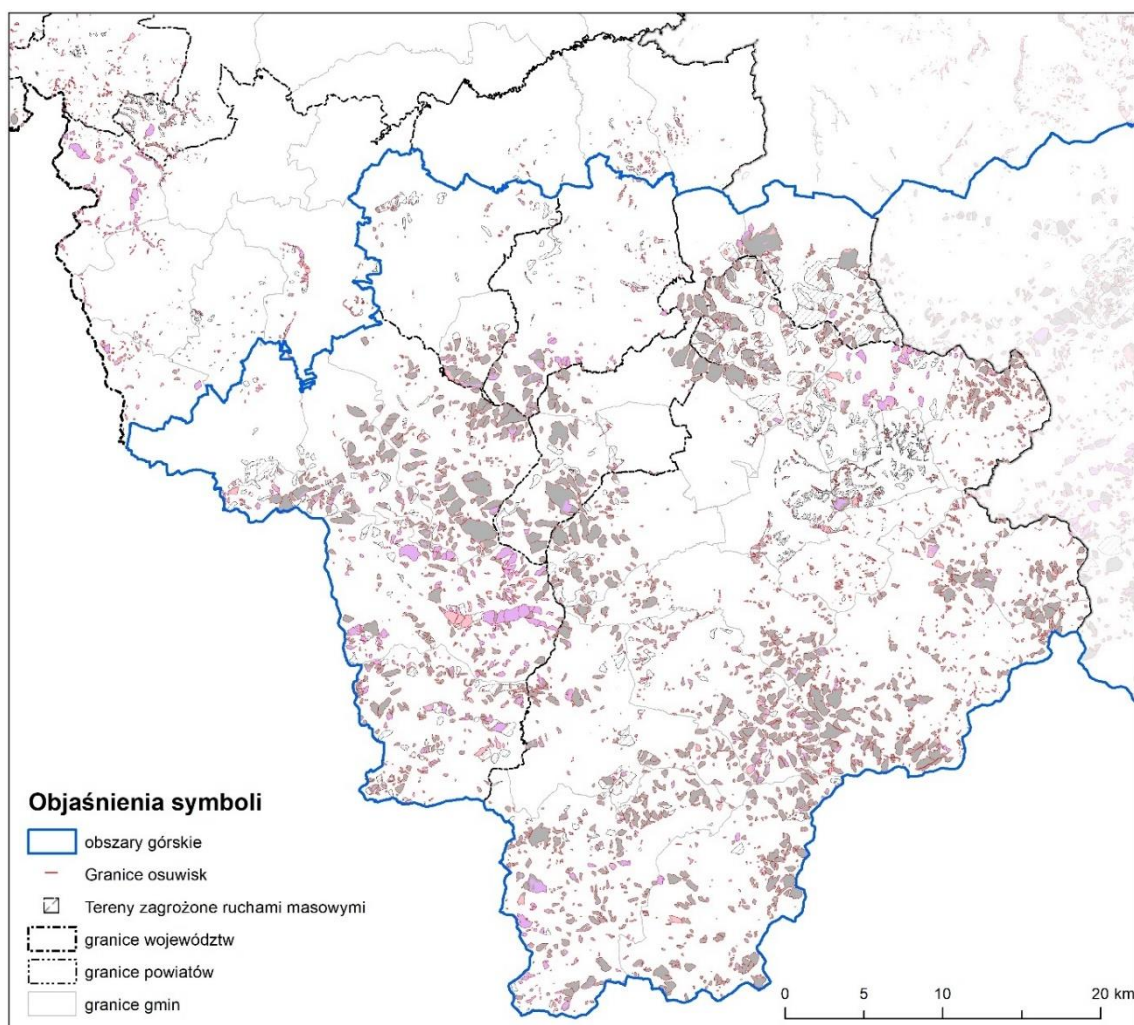 Objaśnienia symboli
obszary górskie
Granice osuwisk
Tereny zagrożone ruchami masowymi
granice województw
granice powiatów
granice gmin
0 5 10 20 km